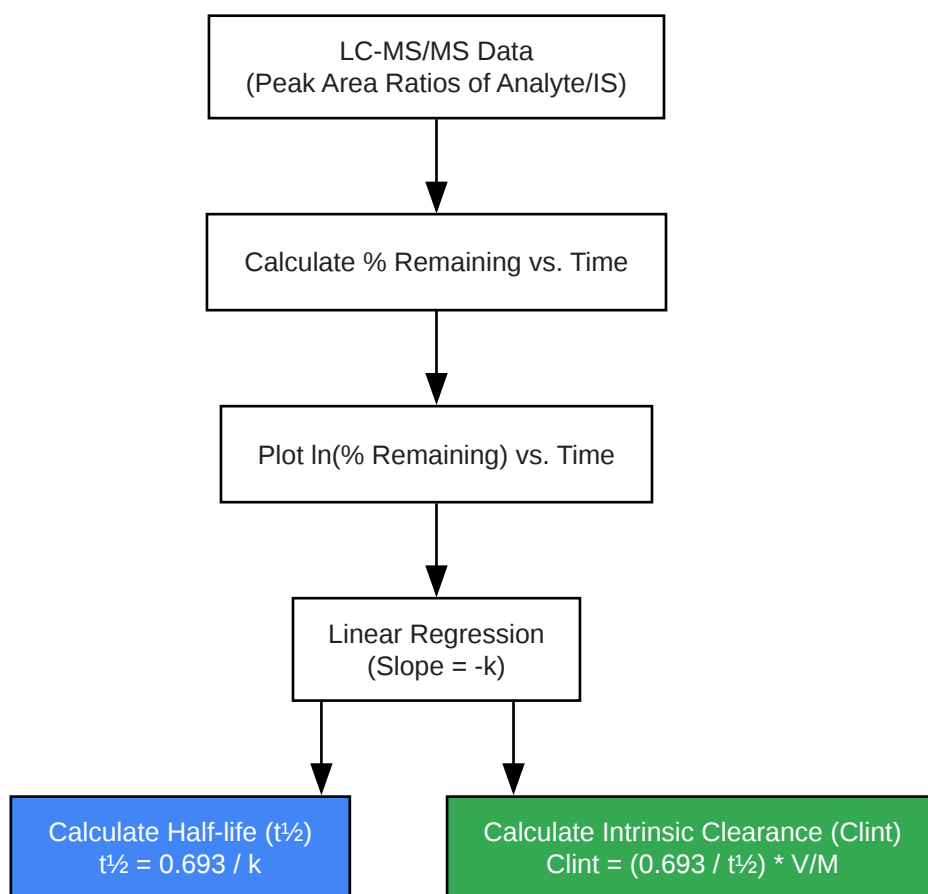 LC-MS/MS Data
(Peak Area Ratios of Analyte/IS)
Calculate % Remaining vs. Time
Plot ln(% Remaining) vs. Time
Linear Regression
(Slope = -k)
Calculate Half-life (t½)
t½ = 0.693 / k
Calculate Intrinsic Clearance (Clint)
Clint = (0.693 / t½) * V/M